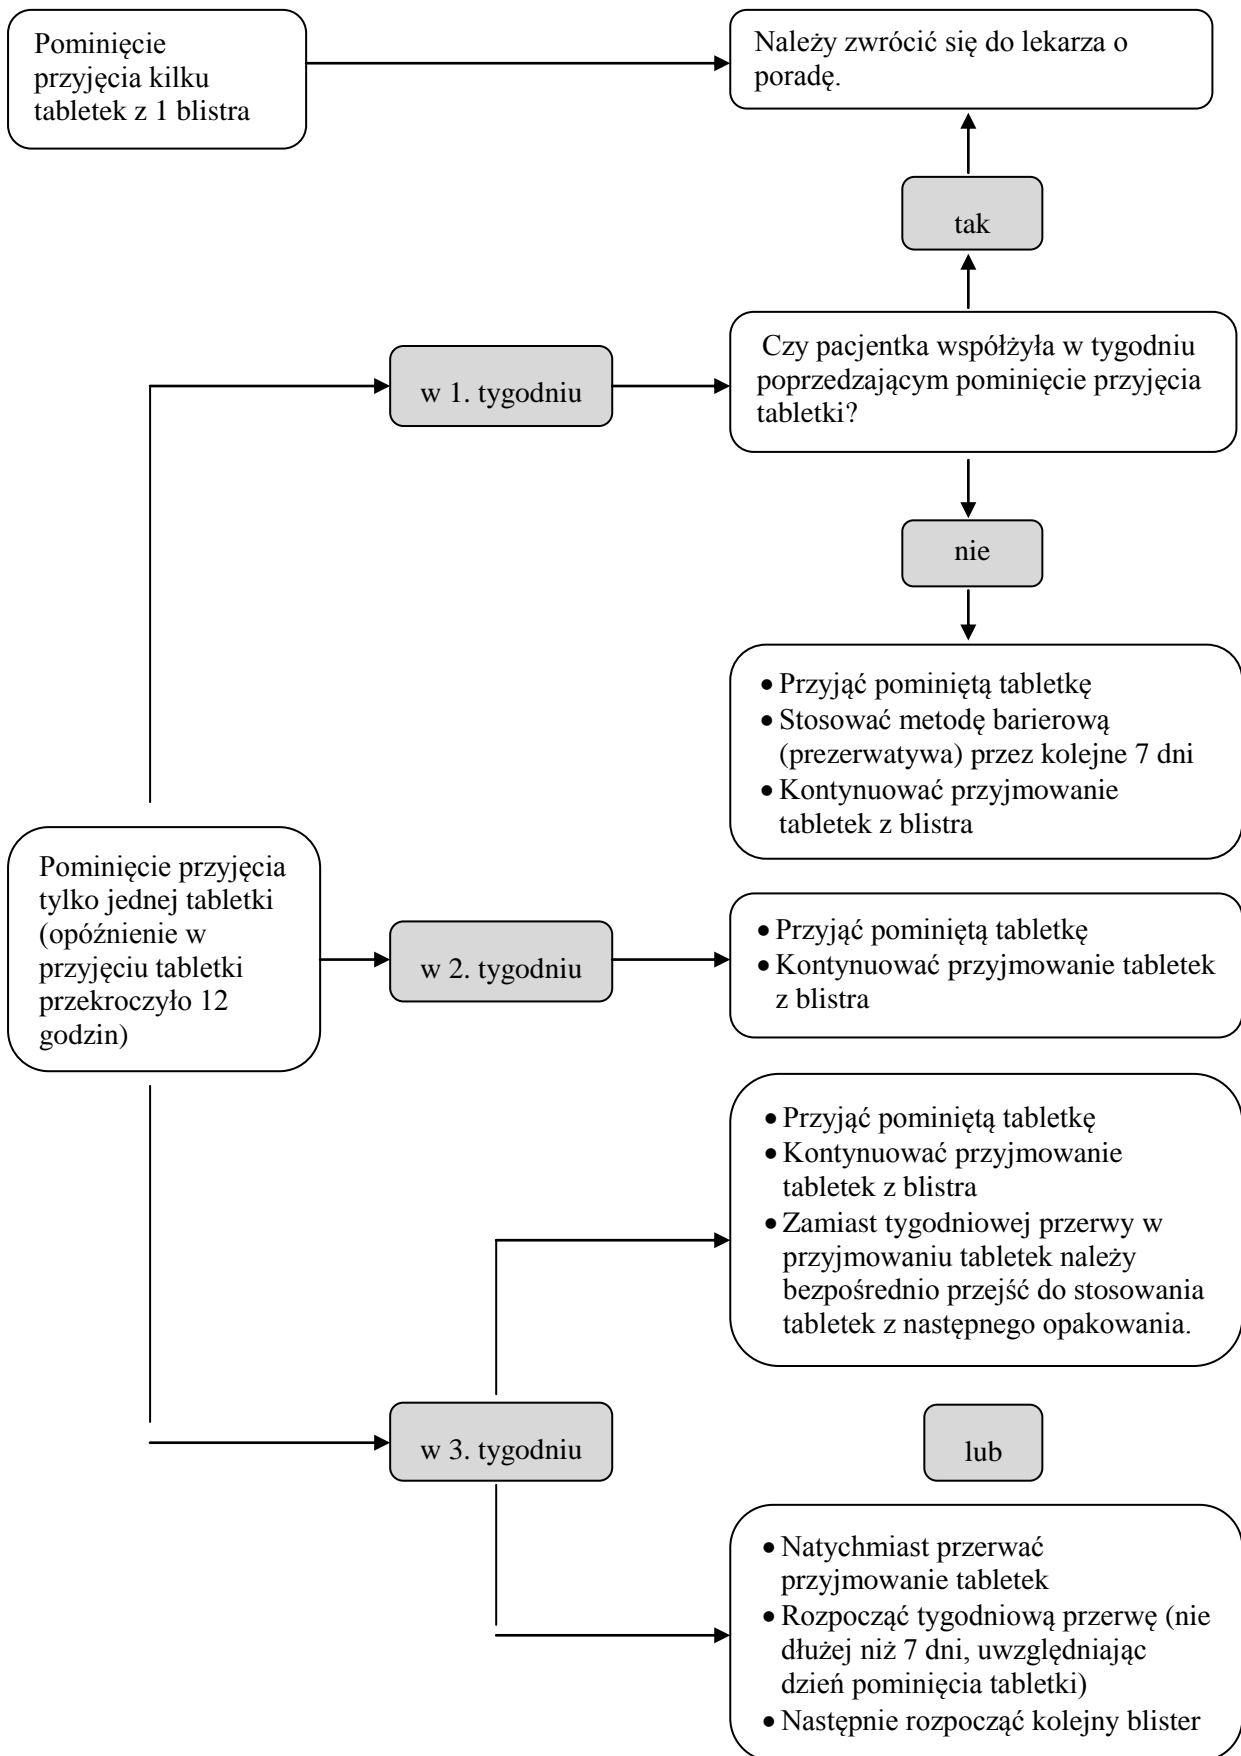 Pominięcie
przyjęcia kilku
tabletek z 1 blistra
Należy zwrócić się do lekarza o
poradę.
tak
w 1. tygodniu
Czy pacjentka współżyła w tygodniu
poprzedzającym pominięcie przyjęcia
tabletki?
nie
• Przyjąć pominiętą tabletkę
• Stosować metodę barierową
(prezerwatywa) przez kolejne 7 dni
• Kontynuować przyjmowanie
tabletek z blistra
Pominięcie przyjęcia
tylko jednej tabletki
(opóźnienie w
przyjęciu tabletki
przekroczyło 12
godzin)
w 2. tygodniu
• Przyjąć pominiętą tabletkę
• Kontynuować przyjmowanie tabletek
z blistra
• Przyjąć pominiętą tabletkę
• Kontynuować przyjmowanie
tabletek z blistra
• Zamiast tygodniowej przerwy w
przyjmowaniu tabletek należy
bezpośrednio przejść do stosowania
tabletek z następnego opakowania.
w 3. tygodniu
lub
• Natychmiast przerwać
przyjmowanie tabletek
• Rozpocząć tygodniową przerwę (nie
dłużej niż 7 dni, uwzględniając
dzień pominięcia tabletki)
• Następnie rozpocząć kolejny blister